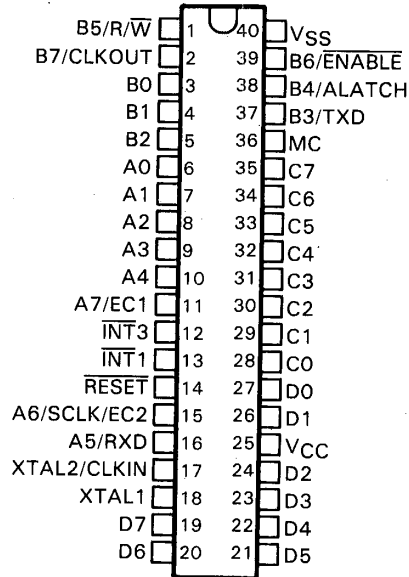 B5/R/W 1 40 VSS
B7/CLKOUT 2 39 B6/ENABLE
B0 3 38 B4/ALATCH
B1 4 37 B3/TXD
B2 5 36 MC
A0 6 35 C7
A1 7 34 C6
A2 8 33 C5
A3 9 32 C4
A4 10 31 C3
A7/EC1 11 30 C2
INT3 12 29 C1
INT1 13 28 C0
RESET 14 27 D0
A6/SCLK/EC2 15 26 D1
A5/RXD 16 25 VCC
XTAL2/CLKIN 17 24 D2
XTAL1 18 23 D3
D7 19 22 D4
D6 20 21 D5